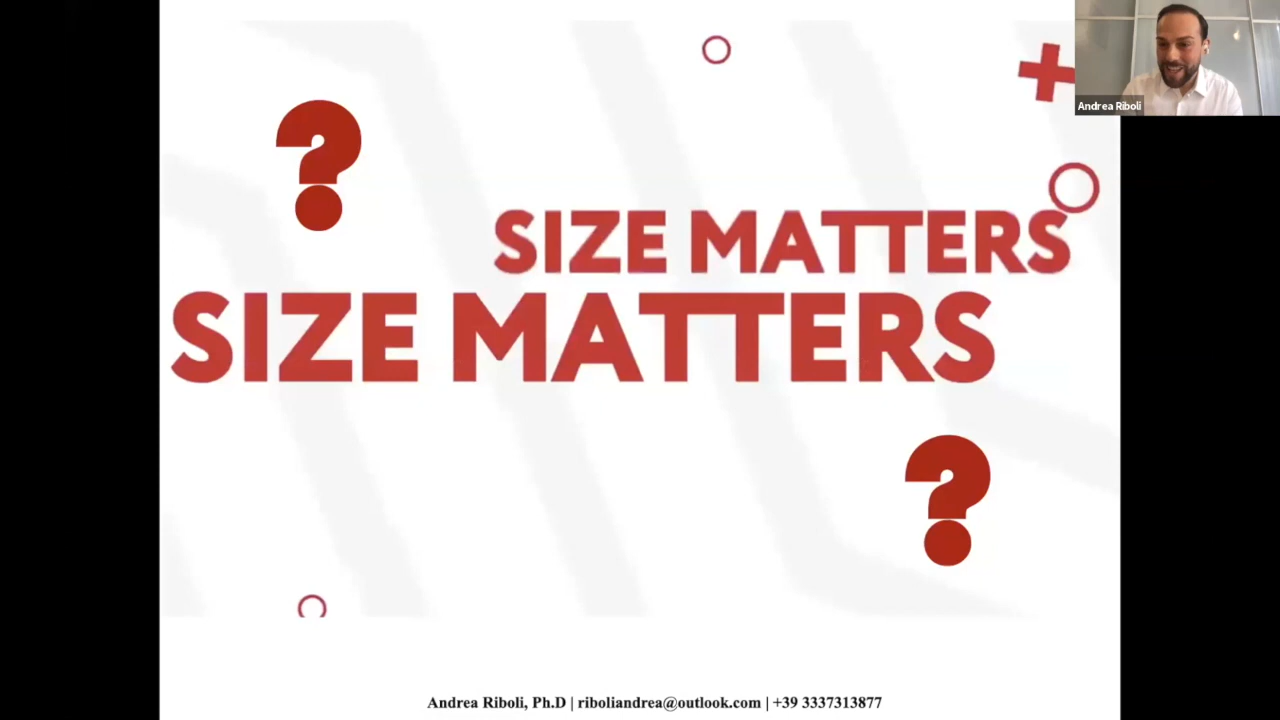 Andrea Riboli
?
SIZE MATTERS
SIZE MATTERS
?
Andrea Riboli, Ph.D | riboliandrea@outlook.com | +39 3337313877